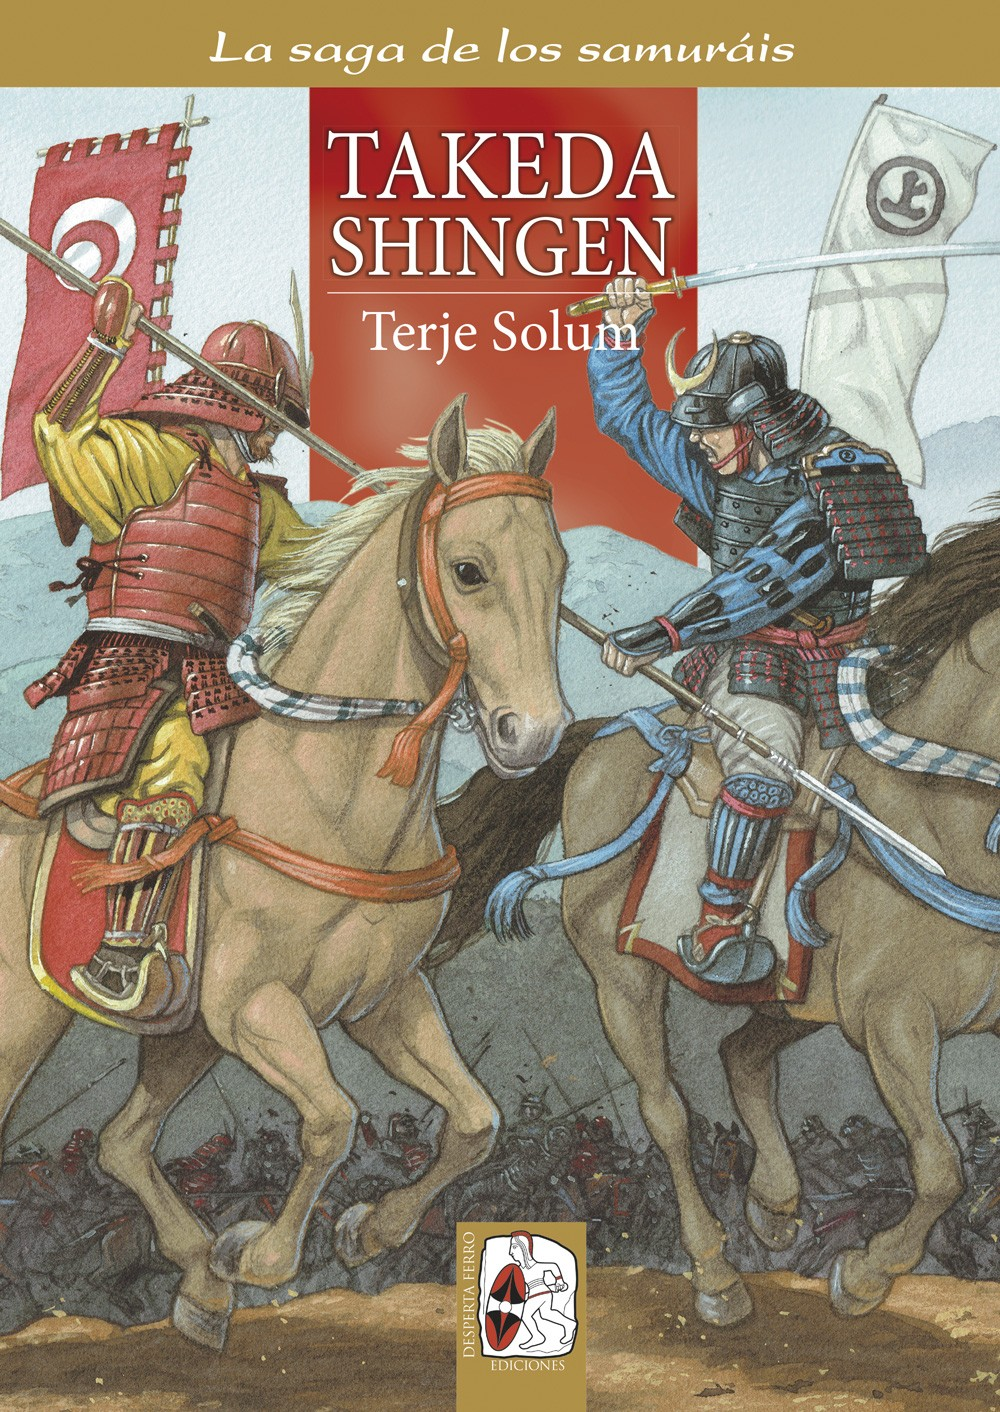 La saga de los samuráis
TAKEDA
SHINGEN
Terje Solum
DESPERTA FERRO
EDICIONES